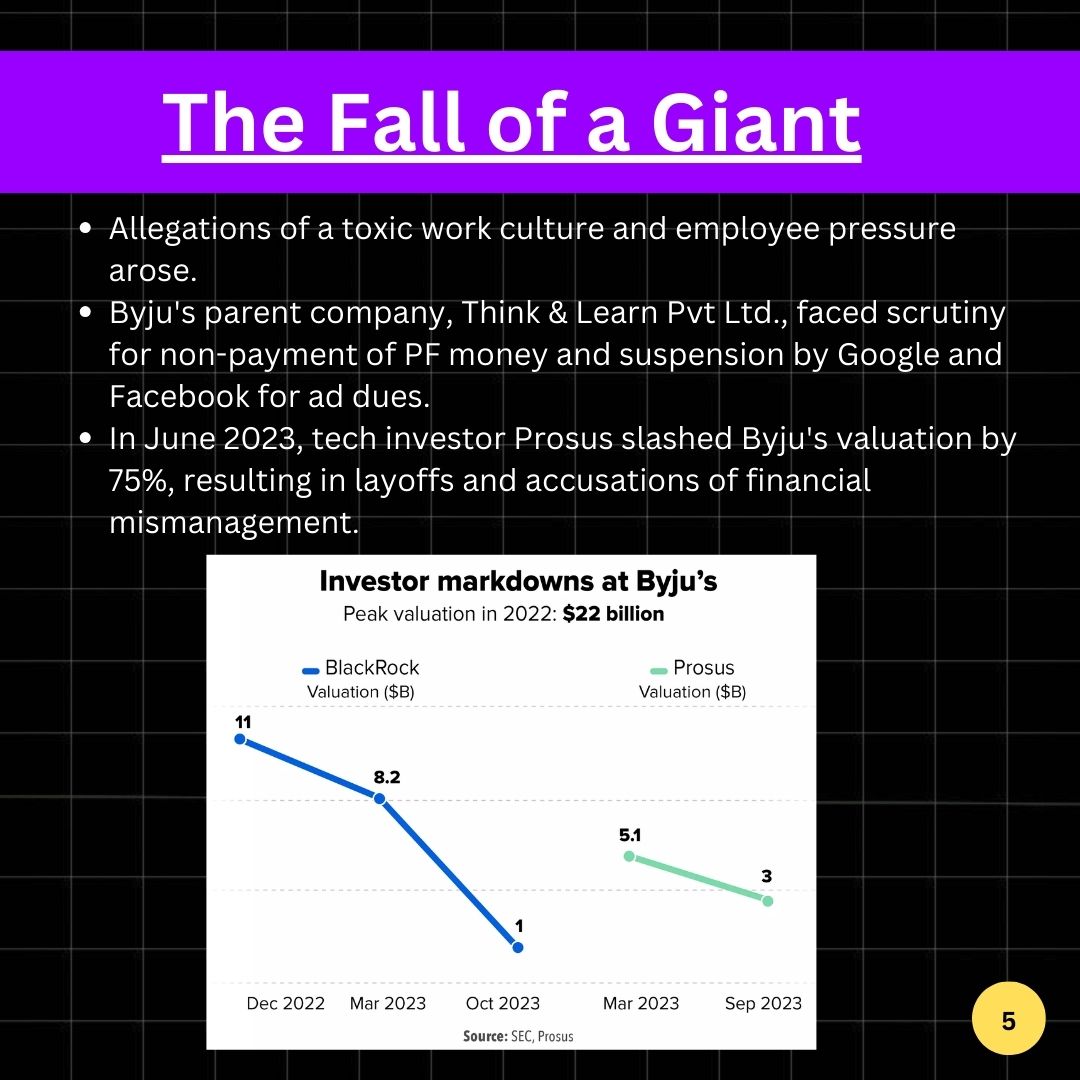 The Fall of a Giant
• Allegations of a toxic work culture and employee pressure
arose.
• Byju's parent company, Think & Learn Pvt Ltd., faced scrutiny
for non-payment of PF money and suspension by Google and
Facebook for ad dues.
• In June 2023, tech investor Prosus slashed Byju's valuation by
75%, resulting in layoffs and accusations of financial
mismanagement.
Investor markdowns at Byju’s
Peak valuation in 2022: $22 billion
BlackRock
Valuation ($B)
Prosus
Valuation ($B)
11
8.2
1
5.1
3
Dec 2022 Mar 2023 Oct 2023 Mar 2023 Sep 2023
Source: SEC, Prosus
5